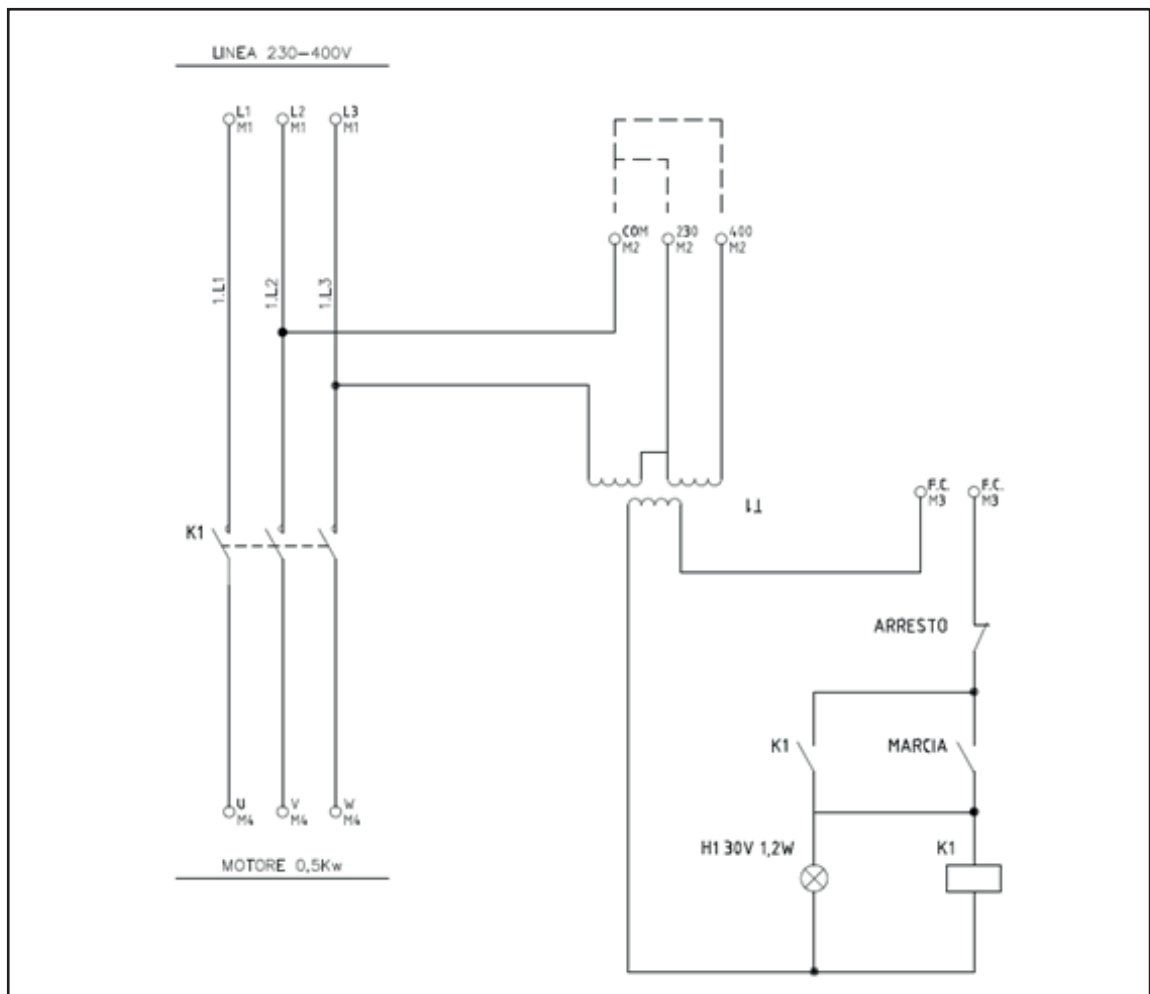 LINEA 230-400V
L1
M1
L2
M1
L3
M1
COM
M2
230
M2
400
M2
1.L1
1.L2
1.L3
T1
F.C.
M3
F.C.
M3
K1
ARRESTO
K1
MARCIA
U
M4
V
M4
W
M4
H1 30V 1,2W
K1
MOTORE 0,5Kw